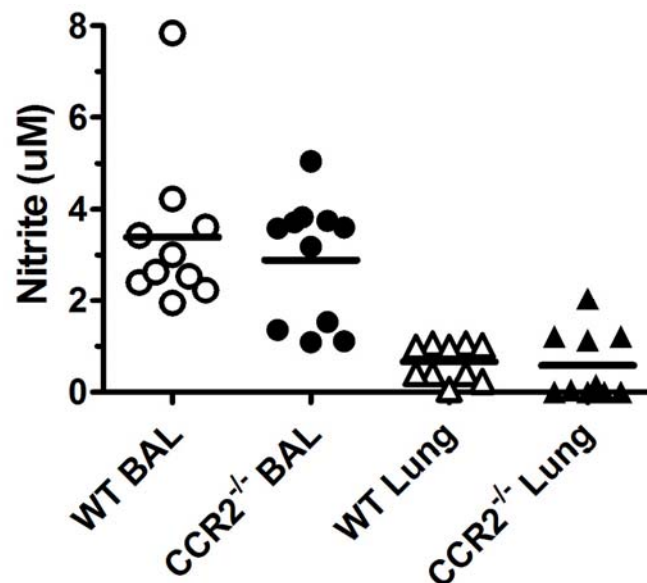 Nitrite (uM)
8
6
4
2
0
WT BAL
CCR2-/- BAL
WT Lung
CCR2-/- Lung